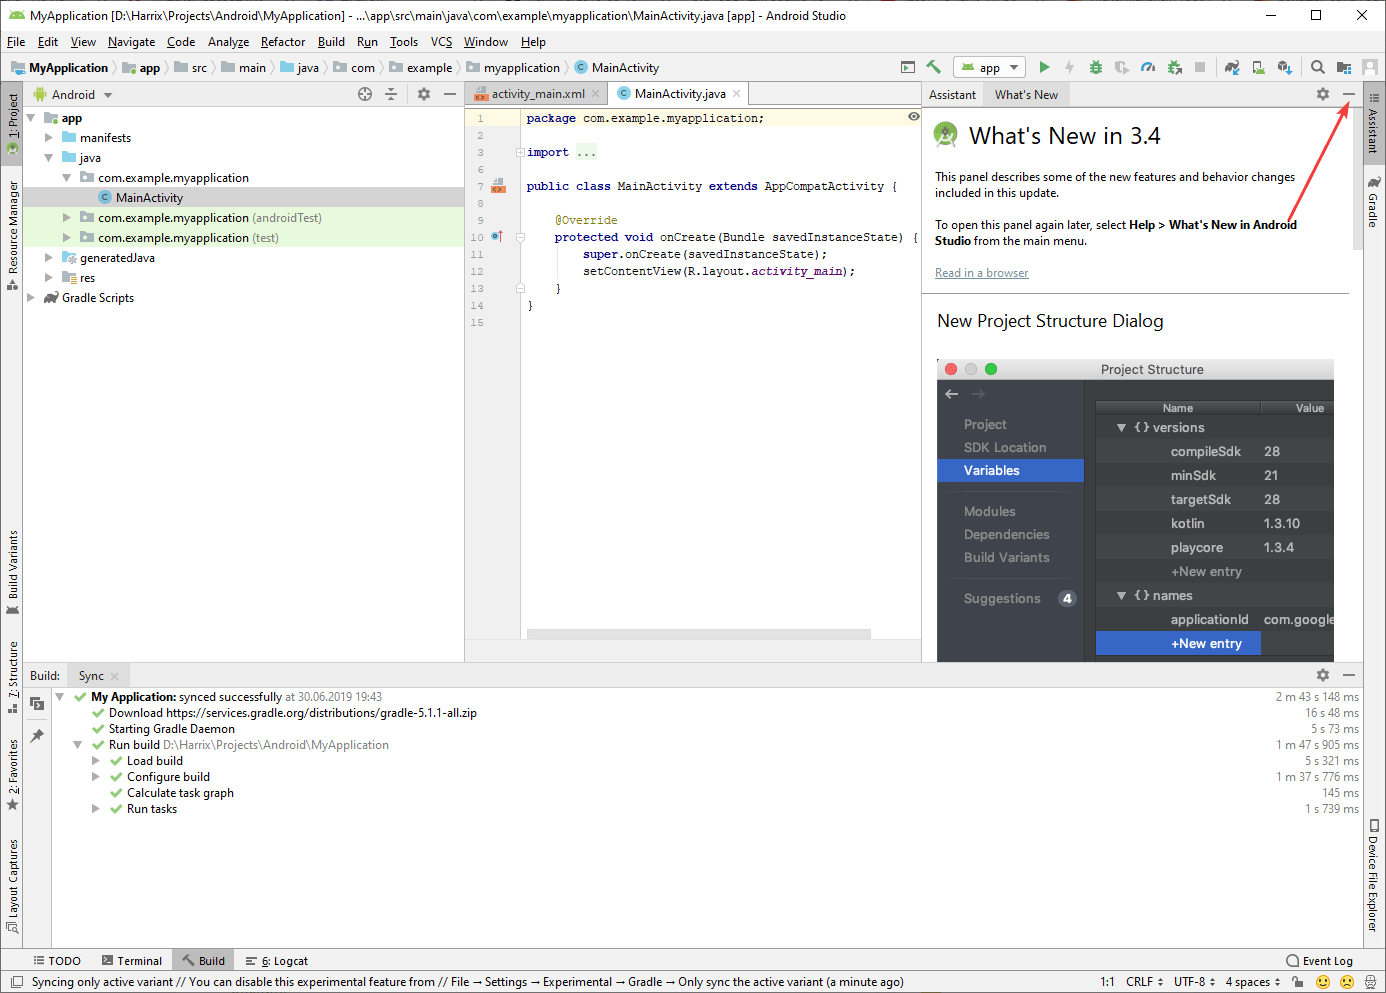 MyApplication [D:\Harrix\Projects\Android\MyApplication] - ...\app\src\main\java\com\example\myapplication\MainActivity.java [app] - Android Studio
File Edit View Navigate Code Analyze Refactor Build Run Tools VCS Window Help
MyApplication app src main java com example myapplication MainActivity app
1: Project
Resource Manager
Build Variants
7: Structure
2: Favorites
Layout Captures
Android
app
manifests
java
com.example.myapplication
MainActivity
com.example.myapplication (androidTest)
com.example.myapplication (test)
generatedJava
res
Gradle Scripts
activity_main.xml MainActivity.java
1 package com.example.myapplication;
2
3 import ...
6
7 public class MainActivity extends AppCompatActivity {
8
9 @Override
10 protected void onCreate(Bundle savedInstanceState) {
11 super.onCreate(savedInstanceState);
12 setContentView(R.layout.activity_main);
13 }
14 }
15
Assistant What's New
What's New in 3.4
This panel describes some of the new features and behavior changes
included in this update.
To open this panel again later, select Help > What's New in Android
Studio from the main menu.
Read in a browser
New Project Structure Dialog
Project Structure
Project
SDK Location
Variables
Modules
Dependencies
Build Variants
Suggestions 4
Name Value
{} versions
compileSdk 28
minSdk 21
targetSdk 28
kotlin 1.3.10
playcore 1.3.4
+New entry
{} names
applicationId com.google
+New entry
Assistant
Gradle
Device File Explorer
Build: Sync
My Application: synced successfully at 30.06.2019 19:43 2 m 43 s 148 ms
Download https://services.gradle.org/distributions/gradle-5.1.1-all.zip 16 s 48 ms
Starting Gradle Daemon 5 s 73 ms
Run build D:\Harrix\Projects\Android\MyApplication 1 m 47 s 905 ms
Load build 5 s 321 ms
Configure build 1 m 37 s 776 ms
Calculate task graph 145 ms
Run tasks 1 s 739 ms
TODO Terminal Build 6: Logcat Event Log
Syncing only active variant // You can disable this experimental feature from // File → Settings → Experimental → Gradle → Only sync the active variant (a minute ago) 1:1 CRLF UTF-8 4 spaces